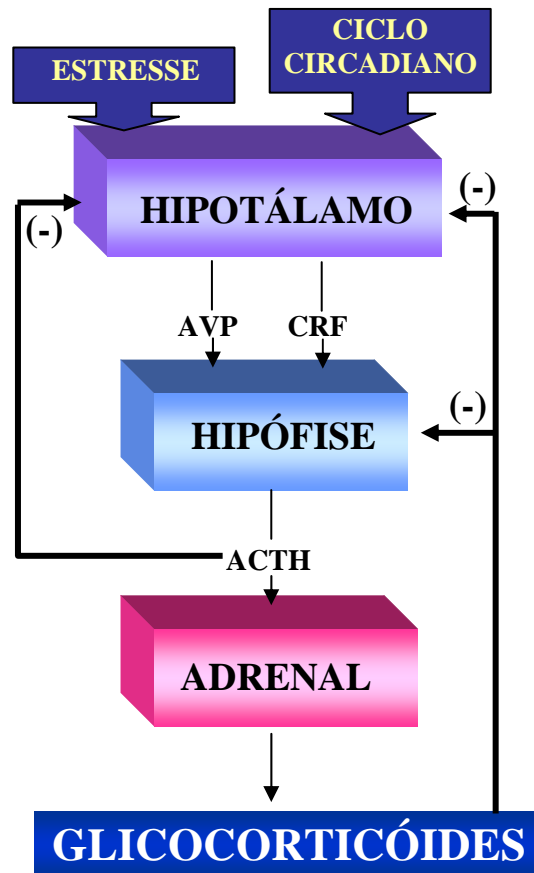 ESTRESSE
CICLO
CIRCADIANO
HIPOTÁLAMO
(-)
(-)
AVP
CRF
HIPÓFISE
(-)
ACTH
ADRENAL
GLICOCORTICÓIDES